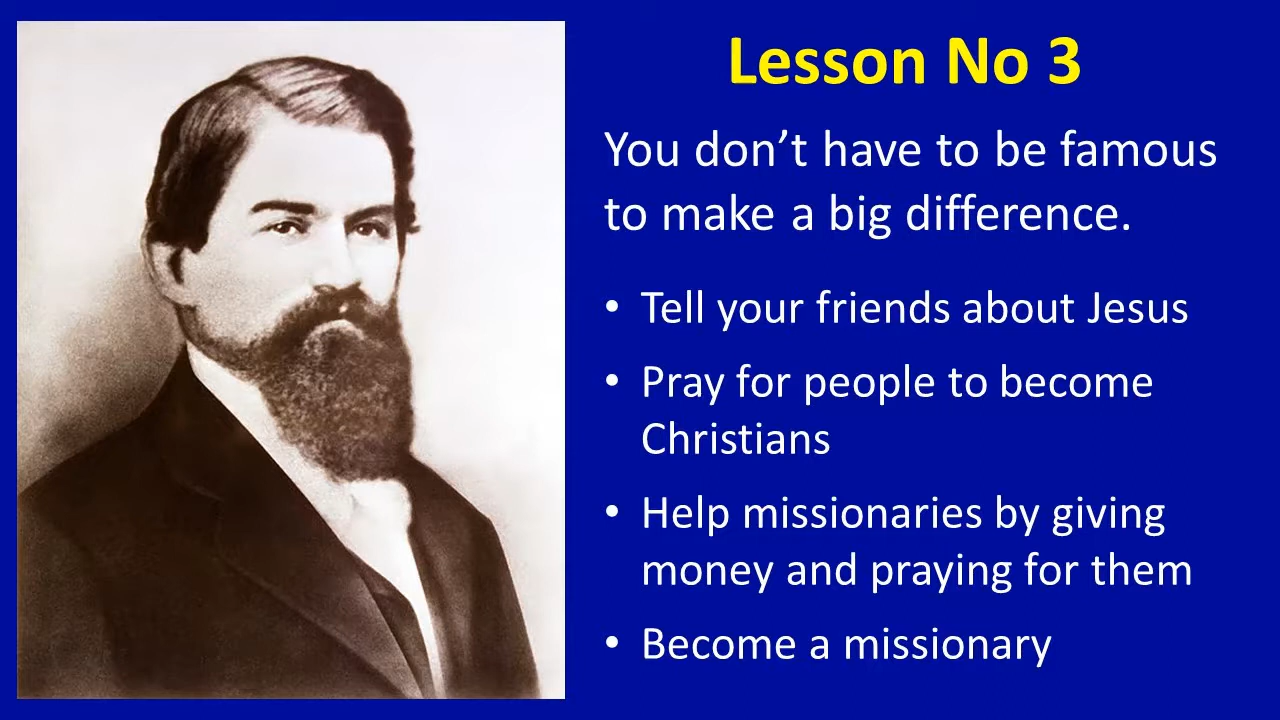 Lesson No 3
You don’t have to be famous
to make a big difference.
• Tell your friends about Jesus
• Pray for people to become
Christians
• Help missionaries by giving
money and praying for them
• Become a missionary